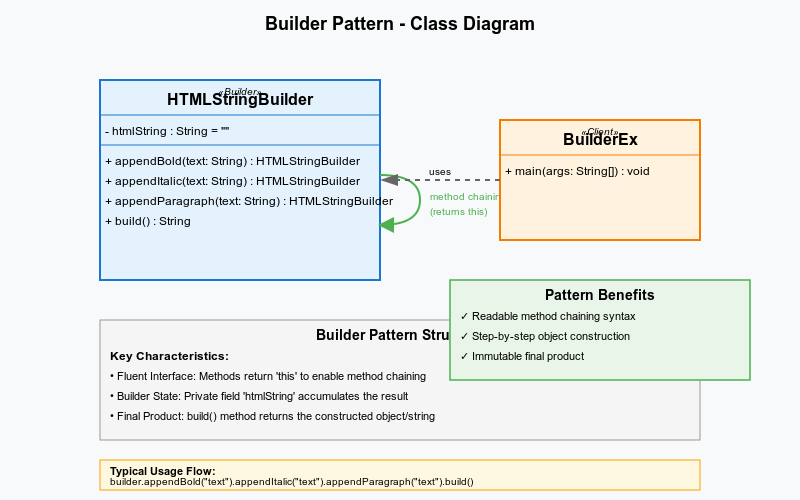 Builder Pattern - Class Diagram
«Builder»
HTMLStringBuilder
- htmlString : String = ""
+ appendBold(text: String) : HTMLStringBuilder
+ appendItalic(text: String) : HTMLStringBuilder
+ appendParagraph(text: String) : HTMLStringBuilder
+ build() : String
uses
method chainin
(returns this)
«Client»
BuilderEx
+ main(args: String[]) : void
Pattern Benefits
✓ Readable method chaining syntax
✓ Step-by-step object construction
✓ Immutable final product
Builder Pattern Stru
Key Characteristics:
• Fluent Interface: Methods return 'this' to enable method chaining
• Builder State: Private field 'htmlString' accumulates the result
• Final Product: build() method returns the constructed object/string
Typical Usage Flow:
builder.appendBold("text").appendItalic("text").appendParagraph("text").build()